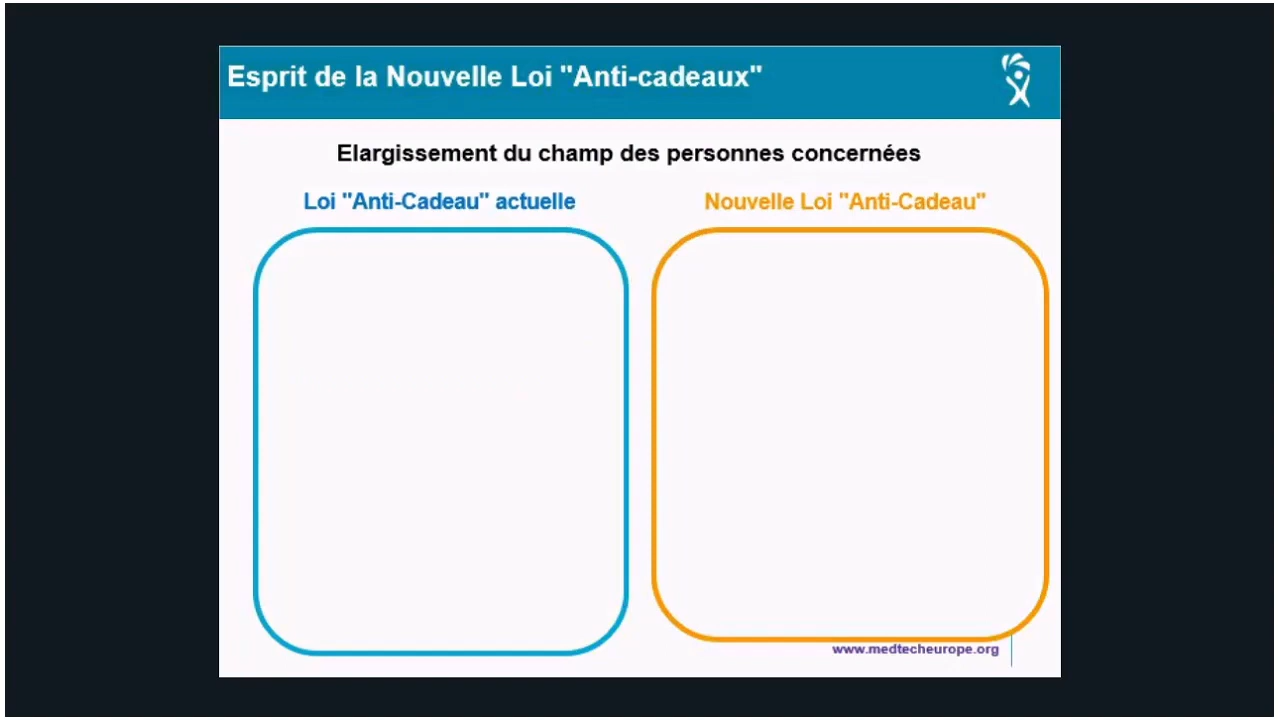 Esprit de la Nouvelle Loi "Anti-cadeaux"
Elargissement du champ des personnes concernées
Loi "Anti-Cadeau" actuelle
Nouvelle Loi "Anti-Cadeau"
www.medtecheurope.org